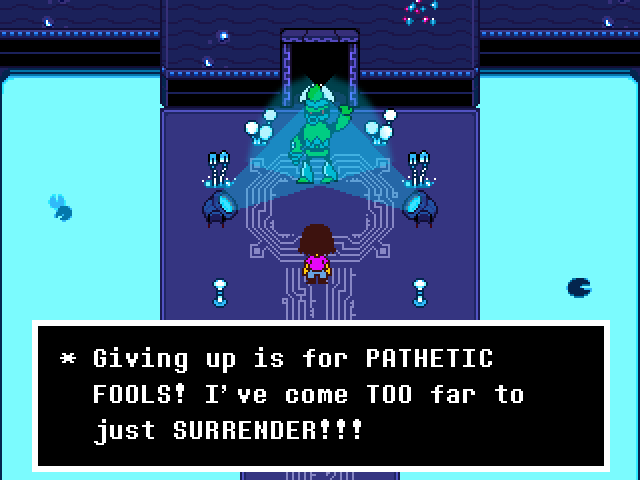 * Giving up is for PATHETIC
FOOLS! I've come TOO far to
just SURRENDER!!!